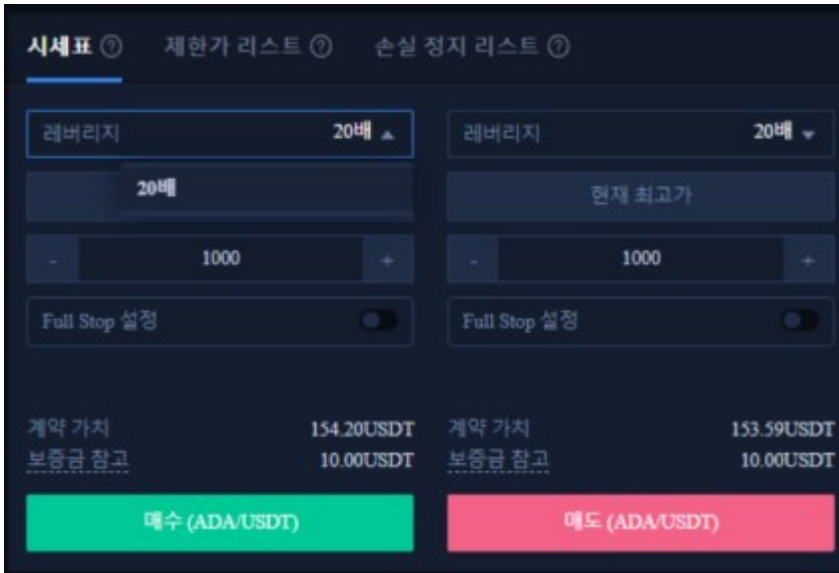 시세표 제한가 리스트 손실 정지 리스트
레버리지 20배 레버리지 20배
20배 현재 최고가
- 1000 + - 1000 +
Full Stop 설정 Full Stop 설정
계약 가치 154.20USDT 계약 가치 153.59USDT
보증금 참고 10.00USDT 보증금 참고 10.00USDT
매수 (ADA/USDT) 매도 (ADA/USDT)